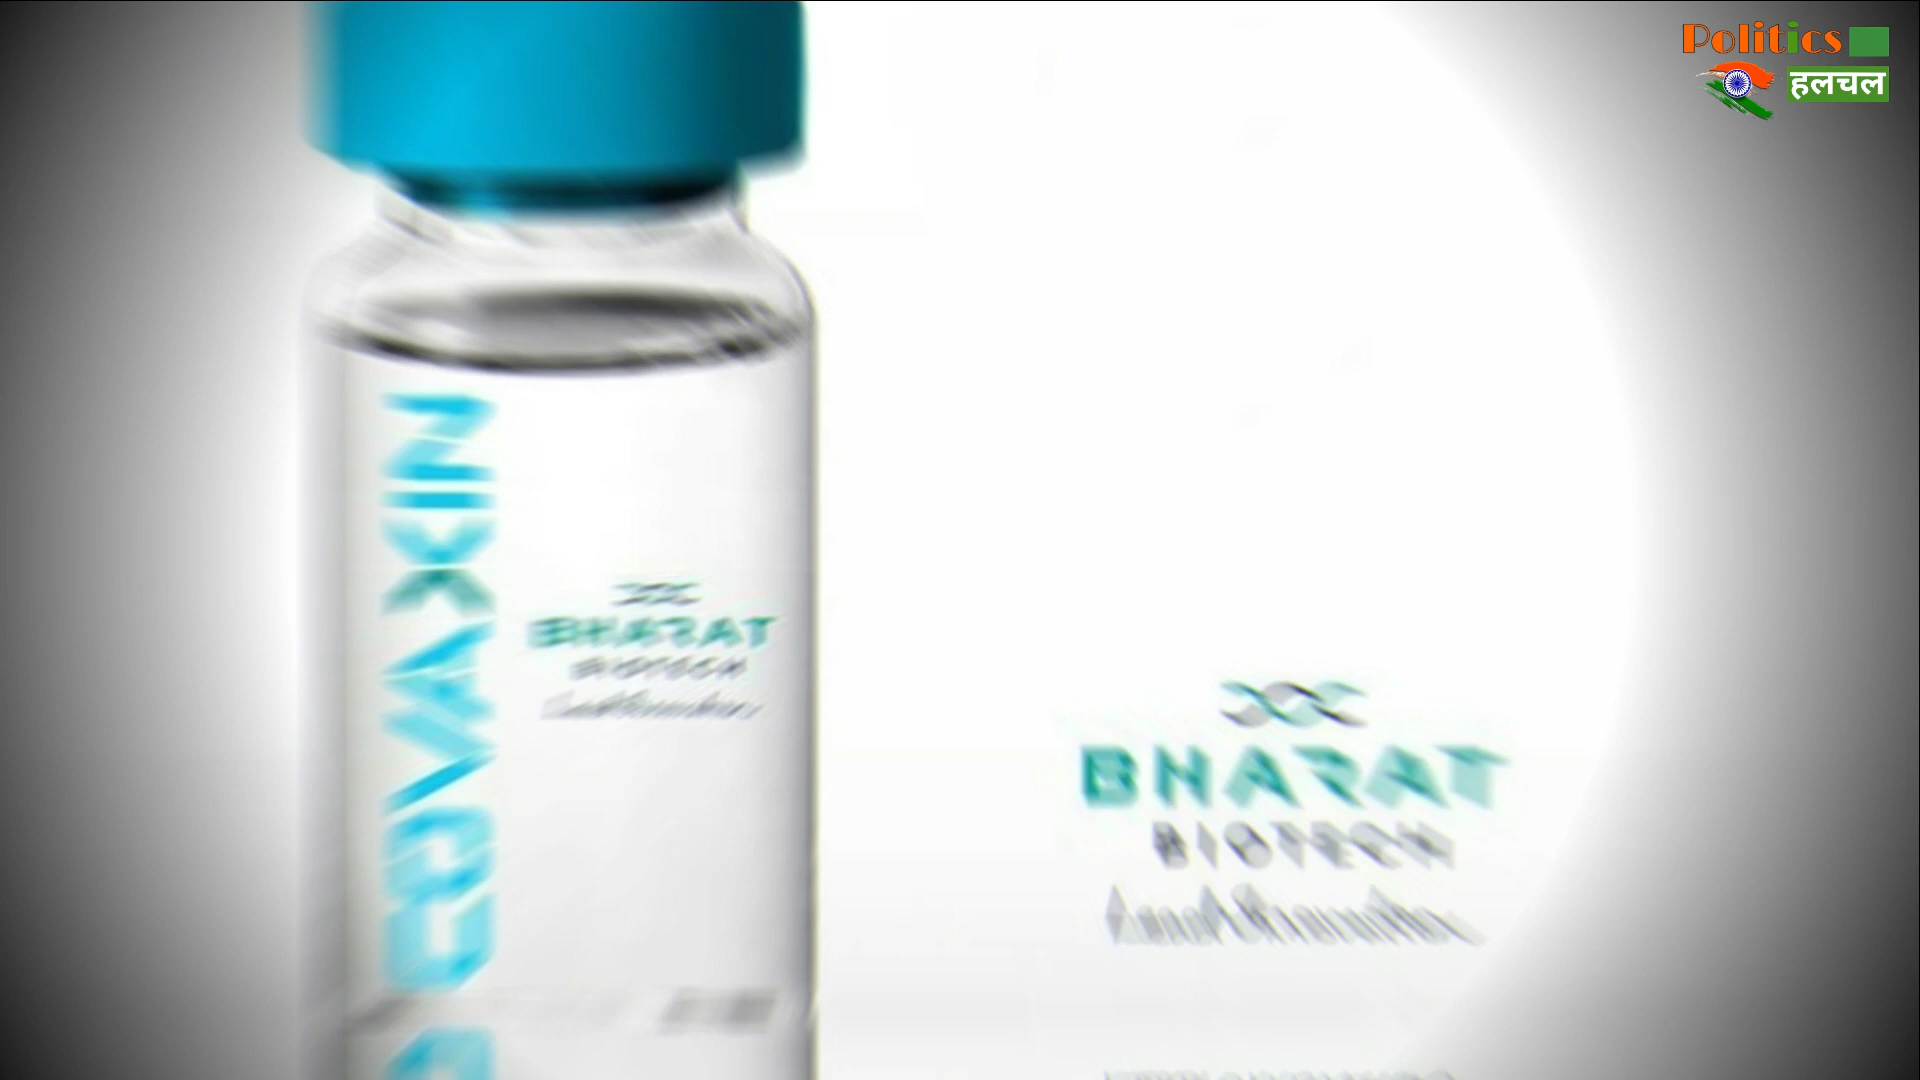 Politics
हलचल
COVAXIN
BHARAT
BIOTECH
BHARAT
BIOTECH